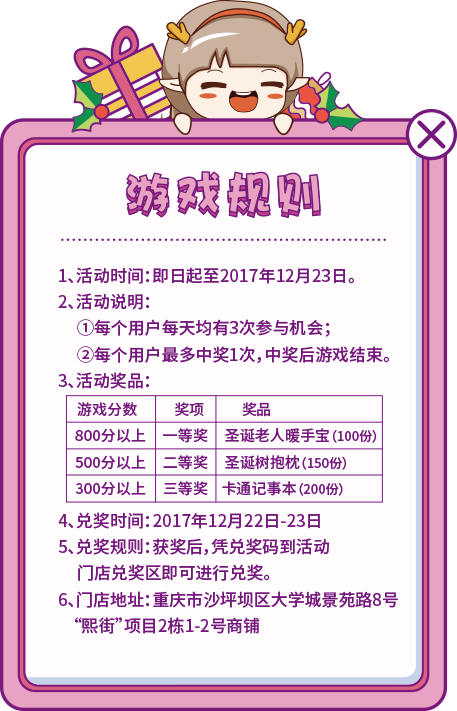 游戏规则
1、活动时间：即日起至2017年12月23日。
2、活动说明：
①每个用户每天均有3次参与机会；
②每个用户最多中奖1次，中奖后游戏结束。
3、活动奖品：
游戏分数 奖项 奖品
800分以上 一等奖 圣诞老人暖手宝（100份）
500分以上 二等奖 圣诞树抱枕（150份）
300分以上 三等奖 卡通记事本（200份）
4、兑奖时间：2017年12月22日-23日
5、兑奖规则：获奖后，凭兑奖码到活动
门店兑奖区即可进行兑奖。
6、门店地址：重庆市沙坪坝区大学城景苑路8号
“熙街”项目2栋1-2号商铺